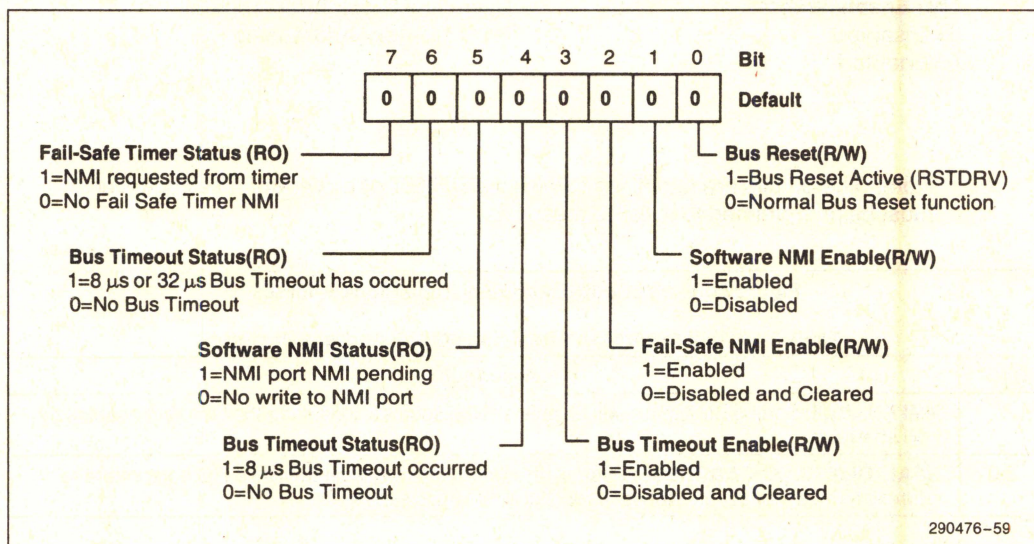 7 6 5 4 3 2 1 0 Bit
0 0 0 0 0 0 0 0 Default
Fail-Safe Timer Status (RO)
1=NMI requested from timer
0=No Fail Safe Timer NMI
Bus Reset(R/W)
1=Bus Reset Active (RSTDRV)
0=Normal Bus Reset function
Bus Timeout Status(RO)
1=8 μs or 32 μs Bus Timeout has occurred
0=No Bus Timeout
Software NMI Enable(R/W)
1=Enabled
0=Disabled
Software NMI Status(RO)
1=NMI port NMI pending
0=No write to NMI port
Fail-Safe NMI Enable(R/W)
1=Enabled
0=Disabled and Cleared
Bus Timeout Status(RO)
1=8 μs Bus Timeout occurred
0=No Bus Timeout
Bus Timeout Enable(R/W)
1=Enabled
0=Disabled and Cleared
290476–59